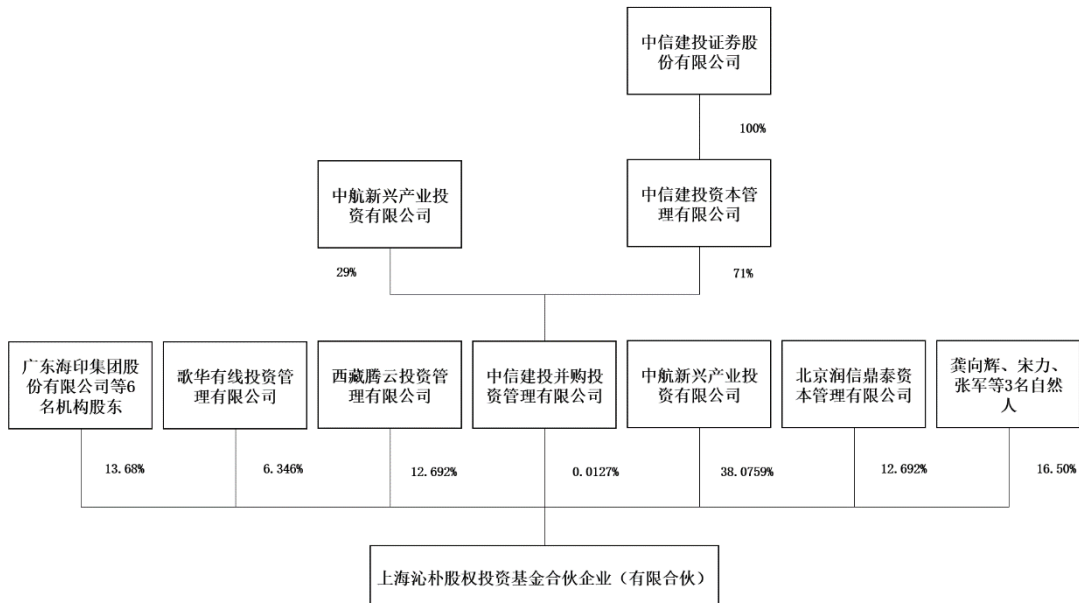 中信建投证券股
份有限公司
100%
中航新兴产业投
资有限公司
中信建投资本管
理有限公司
29%
71%
广东海印集团股
份有限公司等6
名机构股东
歌华有线投资管
理有限公司
西藏腾云投资管
理有限公司
中信建投并购投
资管理有限公司
中航新兴产业投
资有限公司
北京润信鼎泰资
本管理有限公司
龚向辉、宋力、
张军等3名自然
人
13.68%
6.346%
12.692%
0.0127%
38.0759%
12.692%
16.50%
上海沁朴股权投资基金合伙企业（有限合伙）